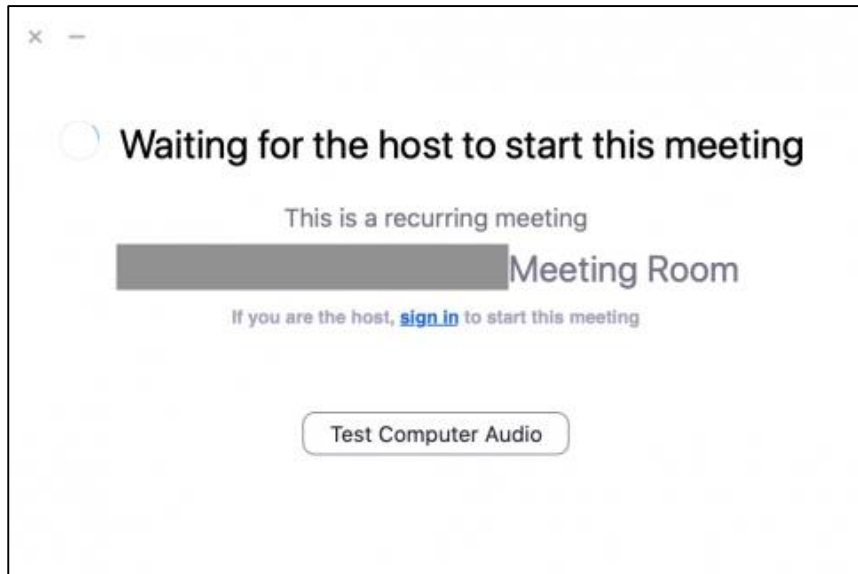 Waiting for the host to start this meeting
This is a recurring meeting
Meeting Room
If you are the host, sign in to start this meeting
Test Computer Audio